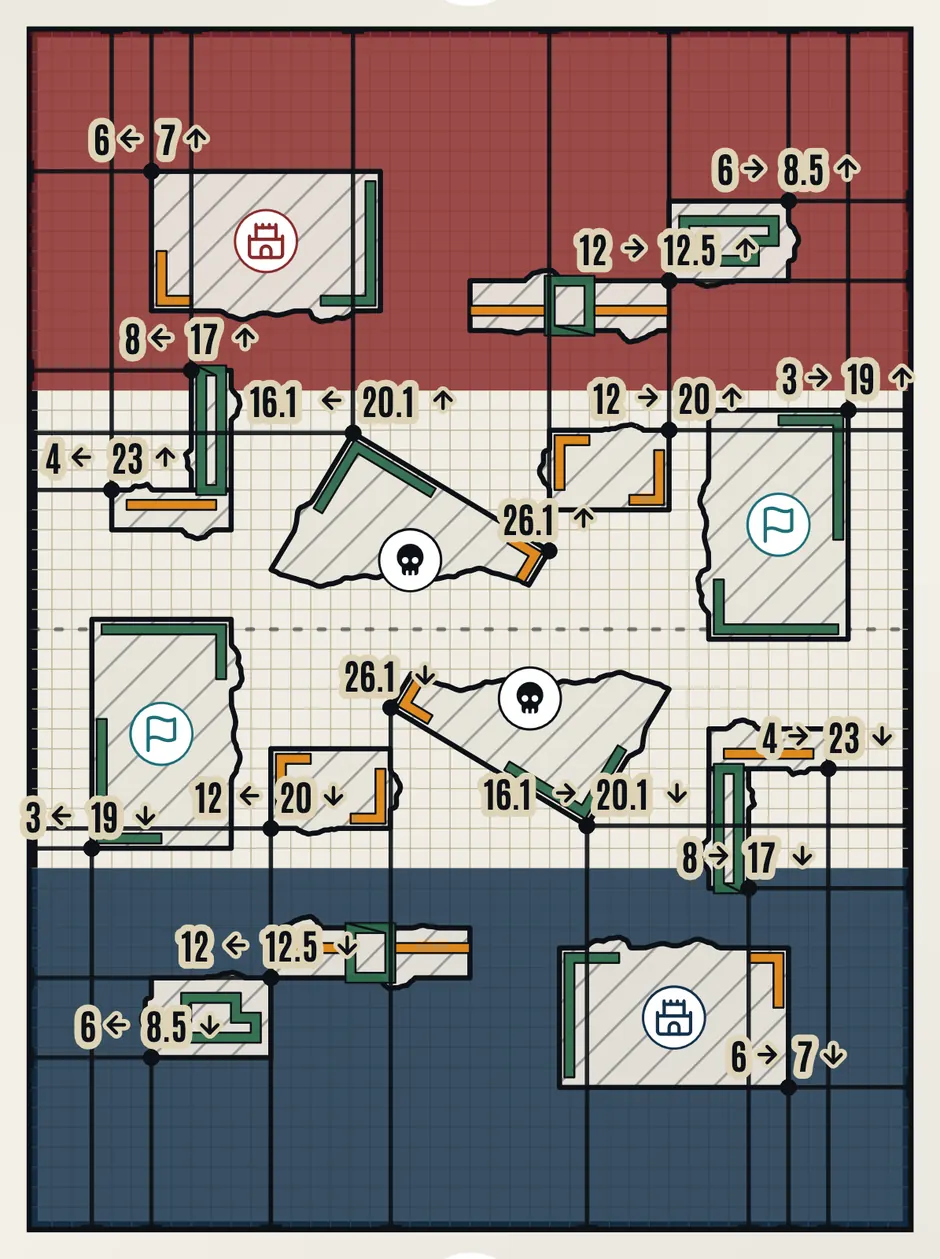 6 ← 7 ↑
6 → 8.5 ↑
12 → 12.5 ↑
8 ← 17 ↑
3 → 19 ↑
16.1 ← 20.1 ↑
12 → 20 ↑
4 ← 23 ↑
26.1 ↑
26.1 ↓
4 → 23 ↓
12 ← 20 ↓
16.1 → 20.1 ↓
3 ← 19 ↓
8 → 17 ↓
12 ← 12.5 ↓
6 ← 8.5 ↓
6 → 7 ↓